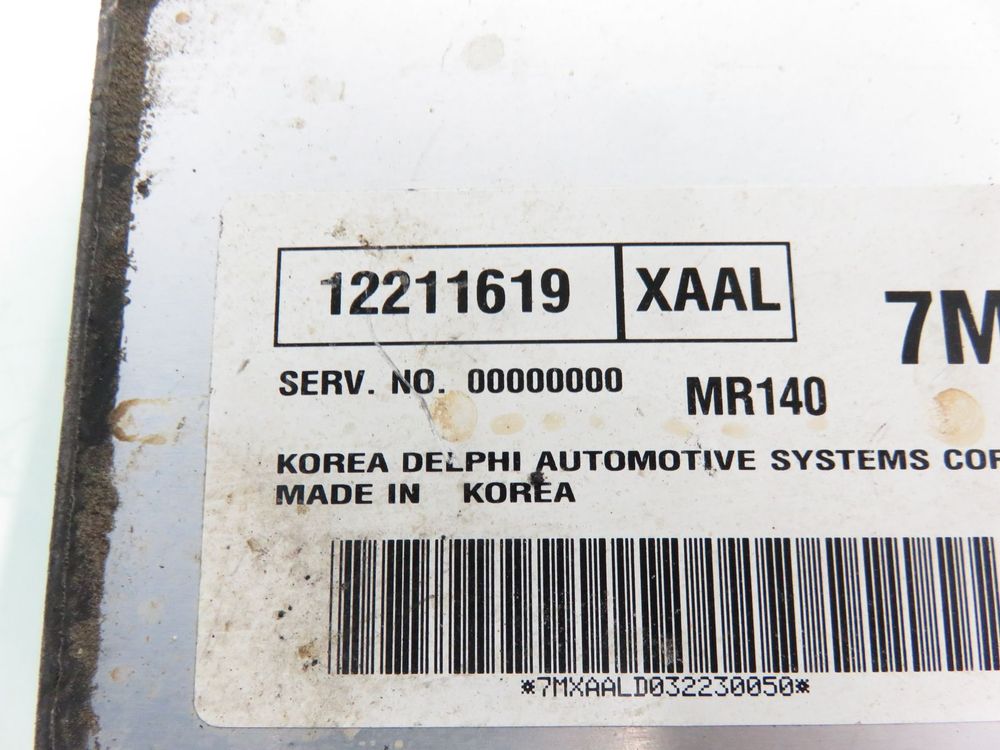 12211619 XAAL
7M
SERV. NO. 00000000
MR140
KOREA DELPHI AUTOMOTIVE SYSTEMS COR
MADE IN KOREA
*7MXAALD032230050*